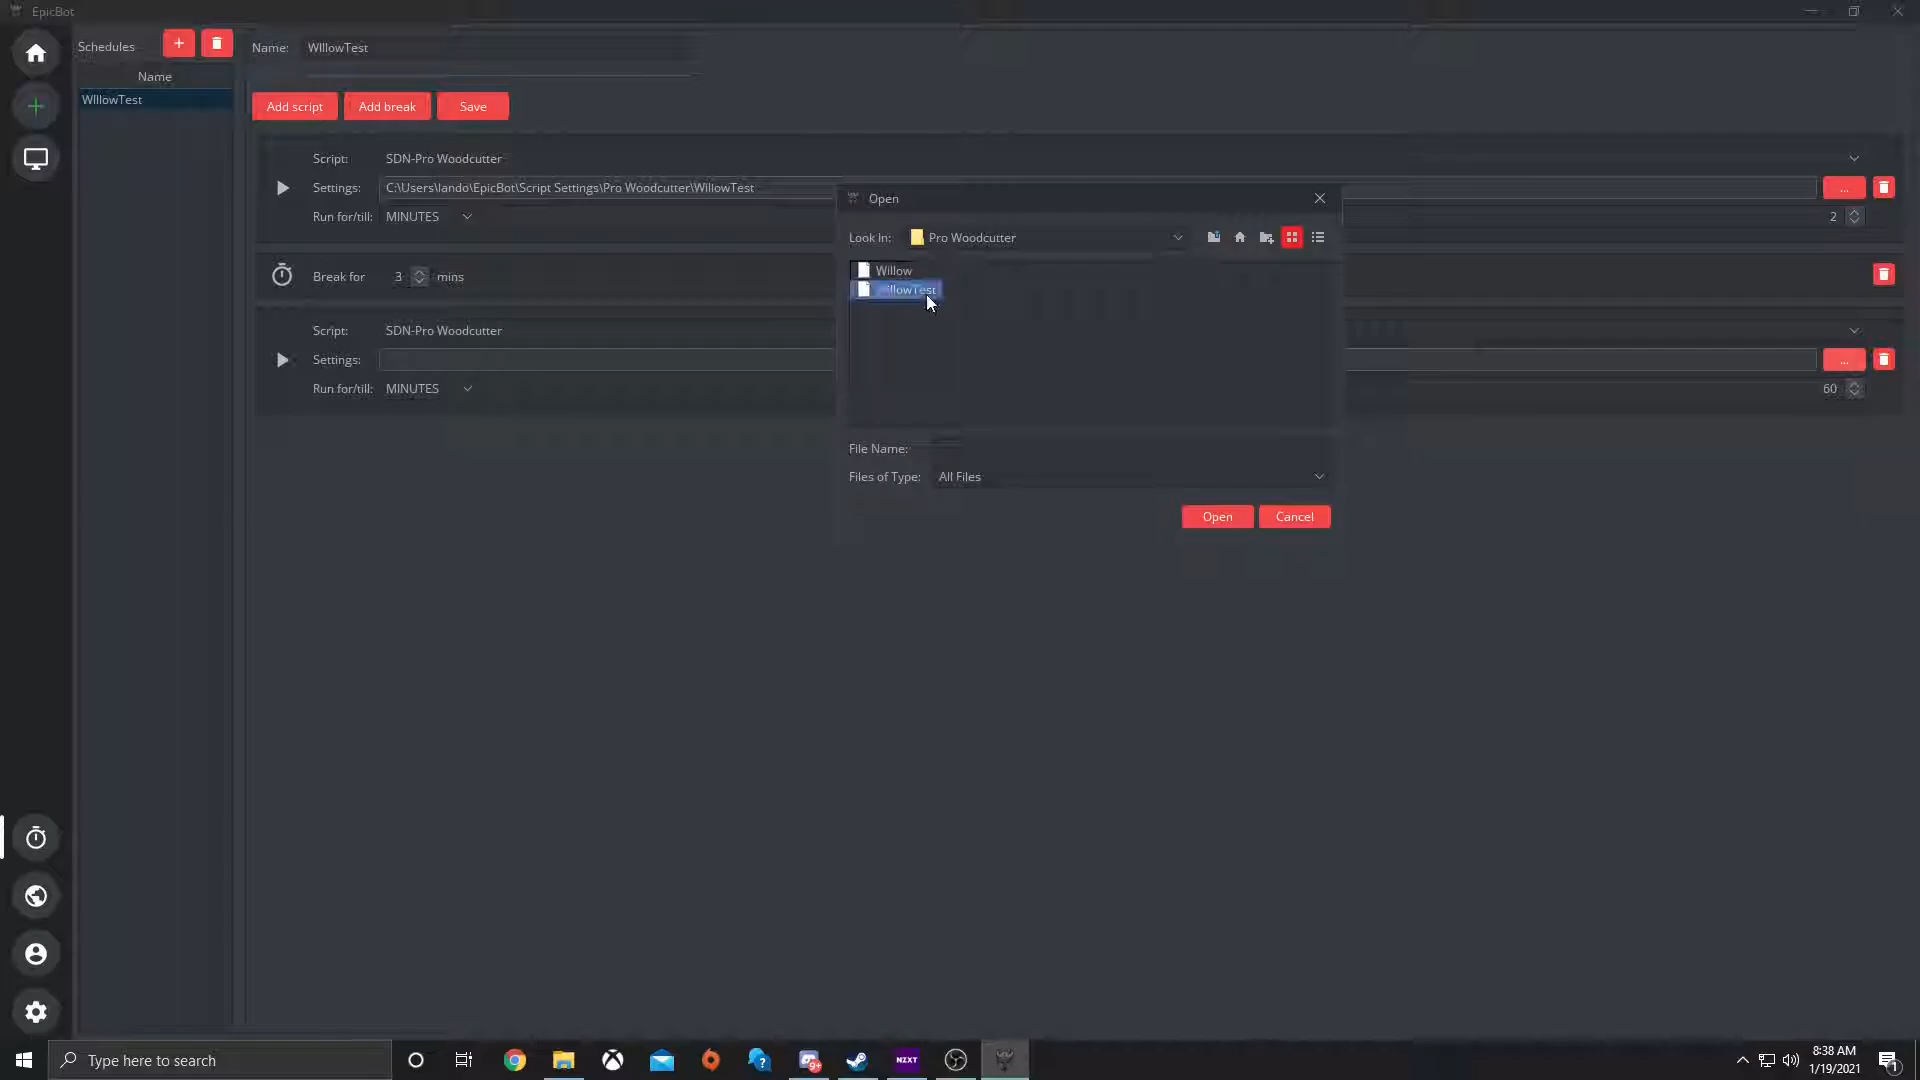 EpicBot
Schedules
Name: WIllowTest
Name
WIllowTest
Add script
Add break
Save
Script: SDN-Pro Woodcutter
Settings: C:\Users\lando\EpicBot\Script Settings\Pro Woodcutter\WillowTest
...
Run for/till: MINUTES
2
Break for 3 mins
Script: SDN-Pro Woodcutter
Settings:
...
Run for/till: MINUTES
60
Open
Look In: Pro Woodcutter
Willow
WillowTest
File Name:
Files of Type: All Files
Open
Cancel
Type here to search
9+
NZXT
8:38 AM
1/19/2021
1